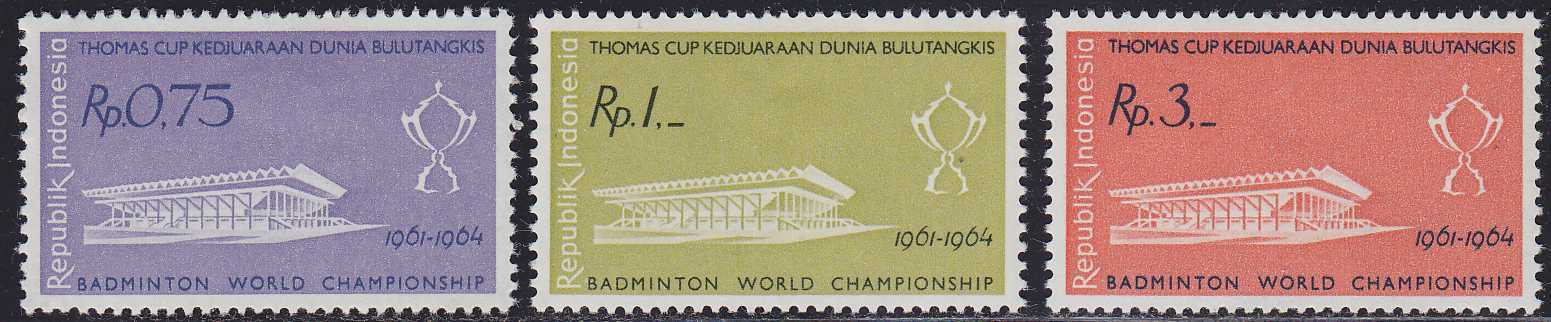 Republik Indonesia
THOMAS CUP KEDJUARAAN DUNIA BULUTANGKIS
Rp.0,75
1961-1964
BADMINTON WORLD CHAMPIONSHIP
Republik Indonesia
THOMAS CUP KEDJUARAAN DUNIA BULUTANGKIS
Rp.1,_
1961-1964
BADMINTON WORLD CHAMPIONSHIP
Republik Indonesia
THOMAS CUP KEDJUARAAN DUNIA BULUTANGKIS
Rp.3,_
1961-1964
BADMINTON WORLD CHAMPIONSHIP